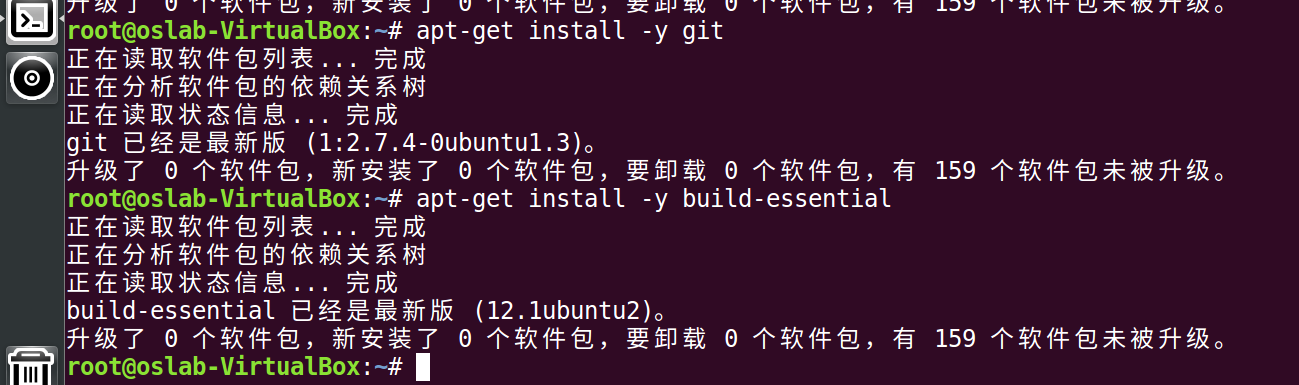 升级了 0 个软件包，新安装了 0 个软件包，要卸载 0 个软件包，有 159 个软件包未被升级。
root@oslab-VirtualBox:~# apt-get install -y git
正在读取软件包列表... 完成
正在分析软件包的依赖关系树
正在读取状态信息... 完成
git 已经是最新版 (1:2.7.4-0ubuntu1.3)。
升级了 0 个软件包，新安装了 0 个软件包，要卸载 0 个软件包，有 159 个软件包未被升级。
root@oslab-VirtualBox:~# apt-get install -y build-essential
正在读取软件包列表... 完成
正在分析软件包的依赖关系树
正在读取状态信息... 完成
build-essential 已经是最新版 (12.1ubuntu2)。
升级了 0 个软件包，新安装了 0 个软件包，要卸载 0 个软件包，有 159 个软件包未被升级。
root@oslab-VirtualBox:~#